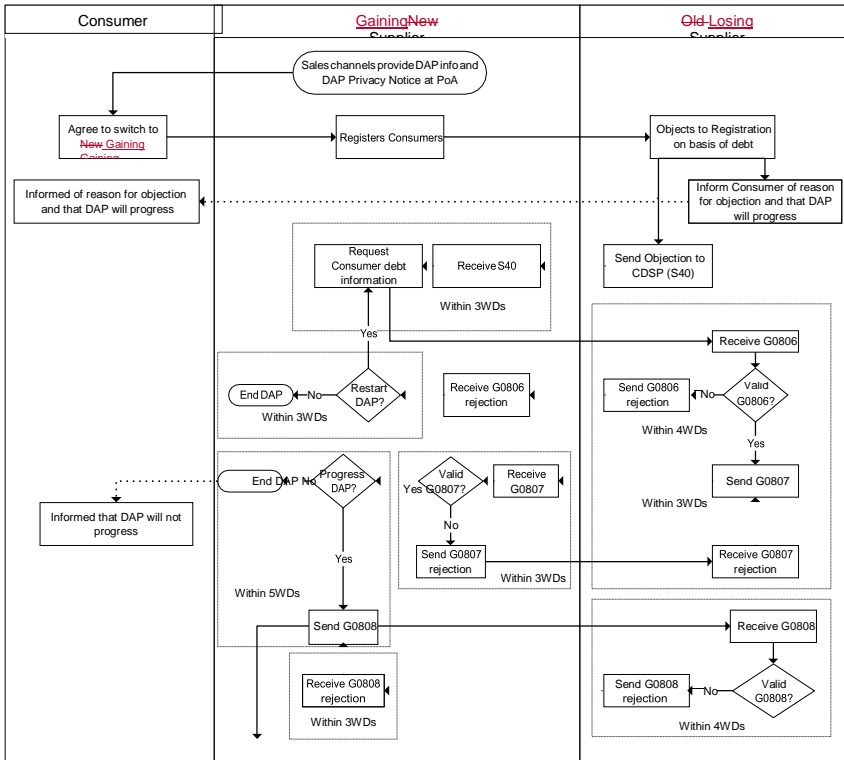 Consumer
GainingNew
Supplier
Old Losing
Supplier
Sales channels provide DAP info and
DAP Privacy Notice at PoA
Agree to switch to
New Gaining
Gaining
Registers Consumers
Objects to Registration
on basis of debt
Informed of reason for objection
and that DAP will progress
Inform Consumer of reason
for objection and that DAP
will progress
Request
Consumer debt
information
Receive S40
Within 3WDs
Send Objection to
CDSP (S40)
Yes
Receive G0806
End DAP
No
Restart
DAP?
Within 3WDs
Receive G0806
rejection
Send G0806
rejection
No
Valid
G0806?
Within 4WDs
Yes
Send G0807
Within 3WDs
End DAP No
Progress
DAP?
Valid
Yes G0807?
Receive
G0807
No
Informed that DAP will not
progress
Yes
Send G0807
rejection
Within 3WDs
Receive G0807
rejection
Within 5WDs
Send G0808
Receive G0808
Receive G0808
rejection
Within 3WDs
Send G0808
rejection
No
Valid
G0808?
Within 4WDs